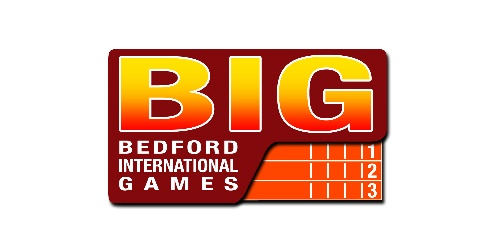 BIG
BEDFORD
INTERNATIONAL
GAMES
1
2
3